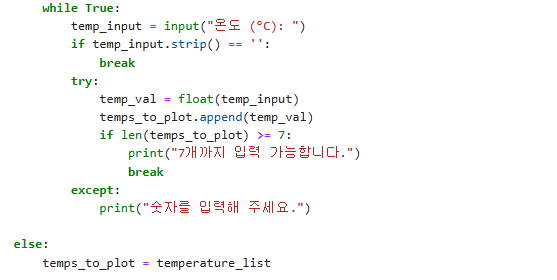 while True:
temp_input = input("온도 (°C): ")
if temp_input.strip() == '':
break
try:
temp_val = float(temp_input)
temps_to_plot.append(temp_val)
if len(temps_to_plot) >= 7:
print("7개까지 입력 가능합니다.")
break
except:
print("숫자를 입력해 주세요.")
else:
temps_to_plot = temperature_list